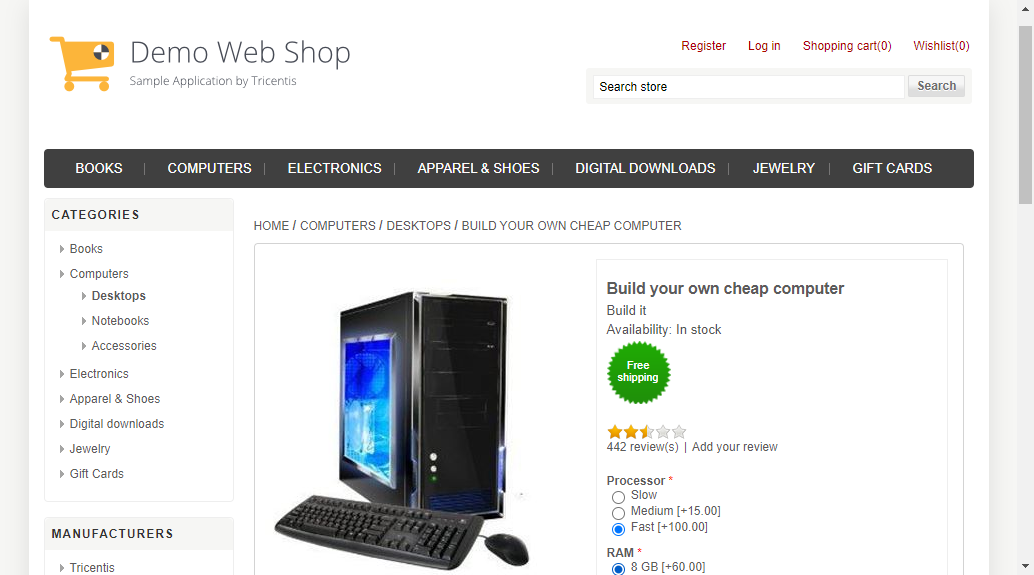 Demo Web Shop
Sample Application by Tricentis
Register Log in Shopping cart(0) Wishlist(0)
Search store Search
BOOKS COMPUTERS ELECTRONICS APPAREL & SHOES DIGITAL DOWNLOADS JEWELRY GIFT CARDS
CATEGORIES
Books
Computers
Desktops
Notebooks
Accessories
Electronics
Apparel & Shoes
Digital downloads
Jewelry
Gift Cards
MANUFACTURERS
Tricentis
HOME / COMPUTERS / DESKTOPS / BUILD YOUR OWN CHEAP COMPUTER
Build your own cheap computer
Build it
Availability: In stock
Free
shipping
442 review(s) | Add your review
Processor *
Slow
Medium [+15.00]
Fast [+100.00]
RAM *
8 GB [+60.00]